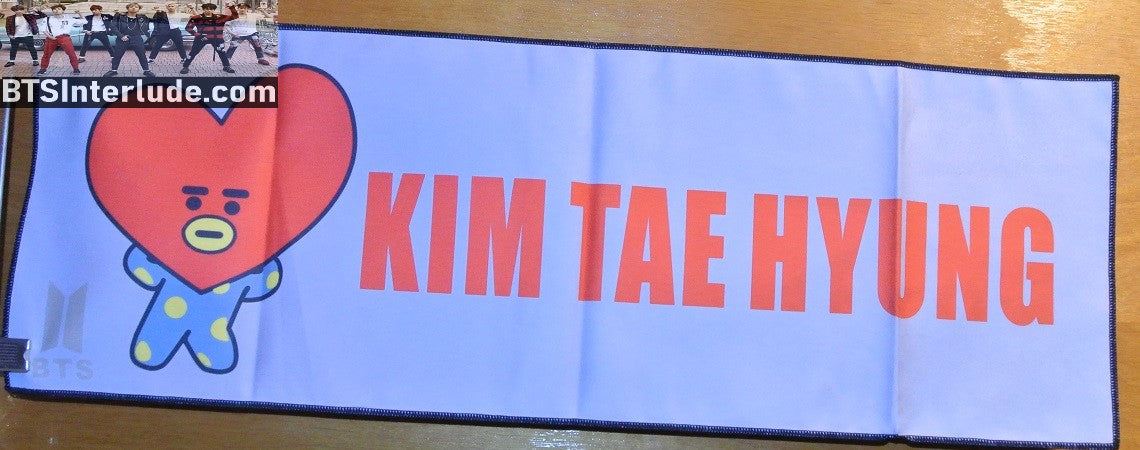 BTSInterlude.com
KIM TAE HYUNG
BTS